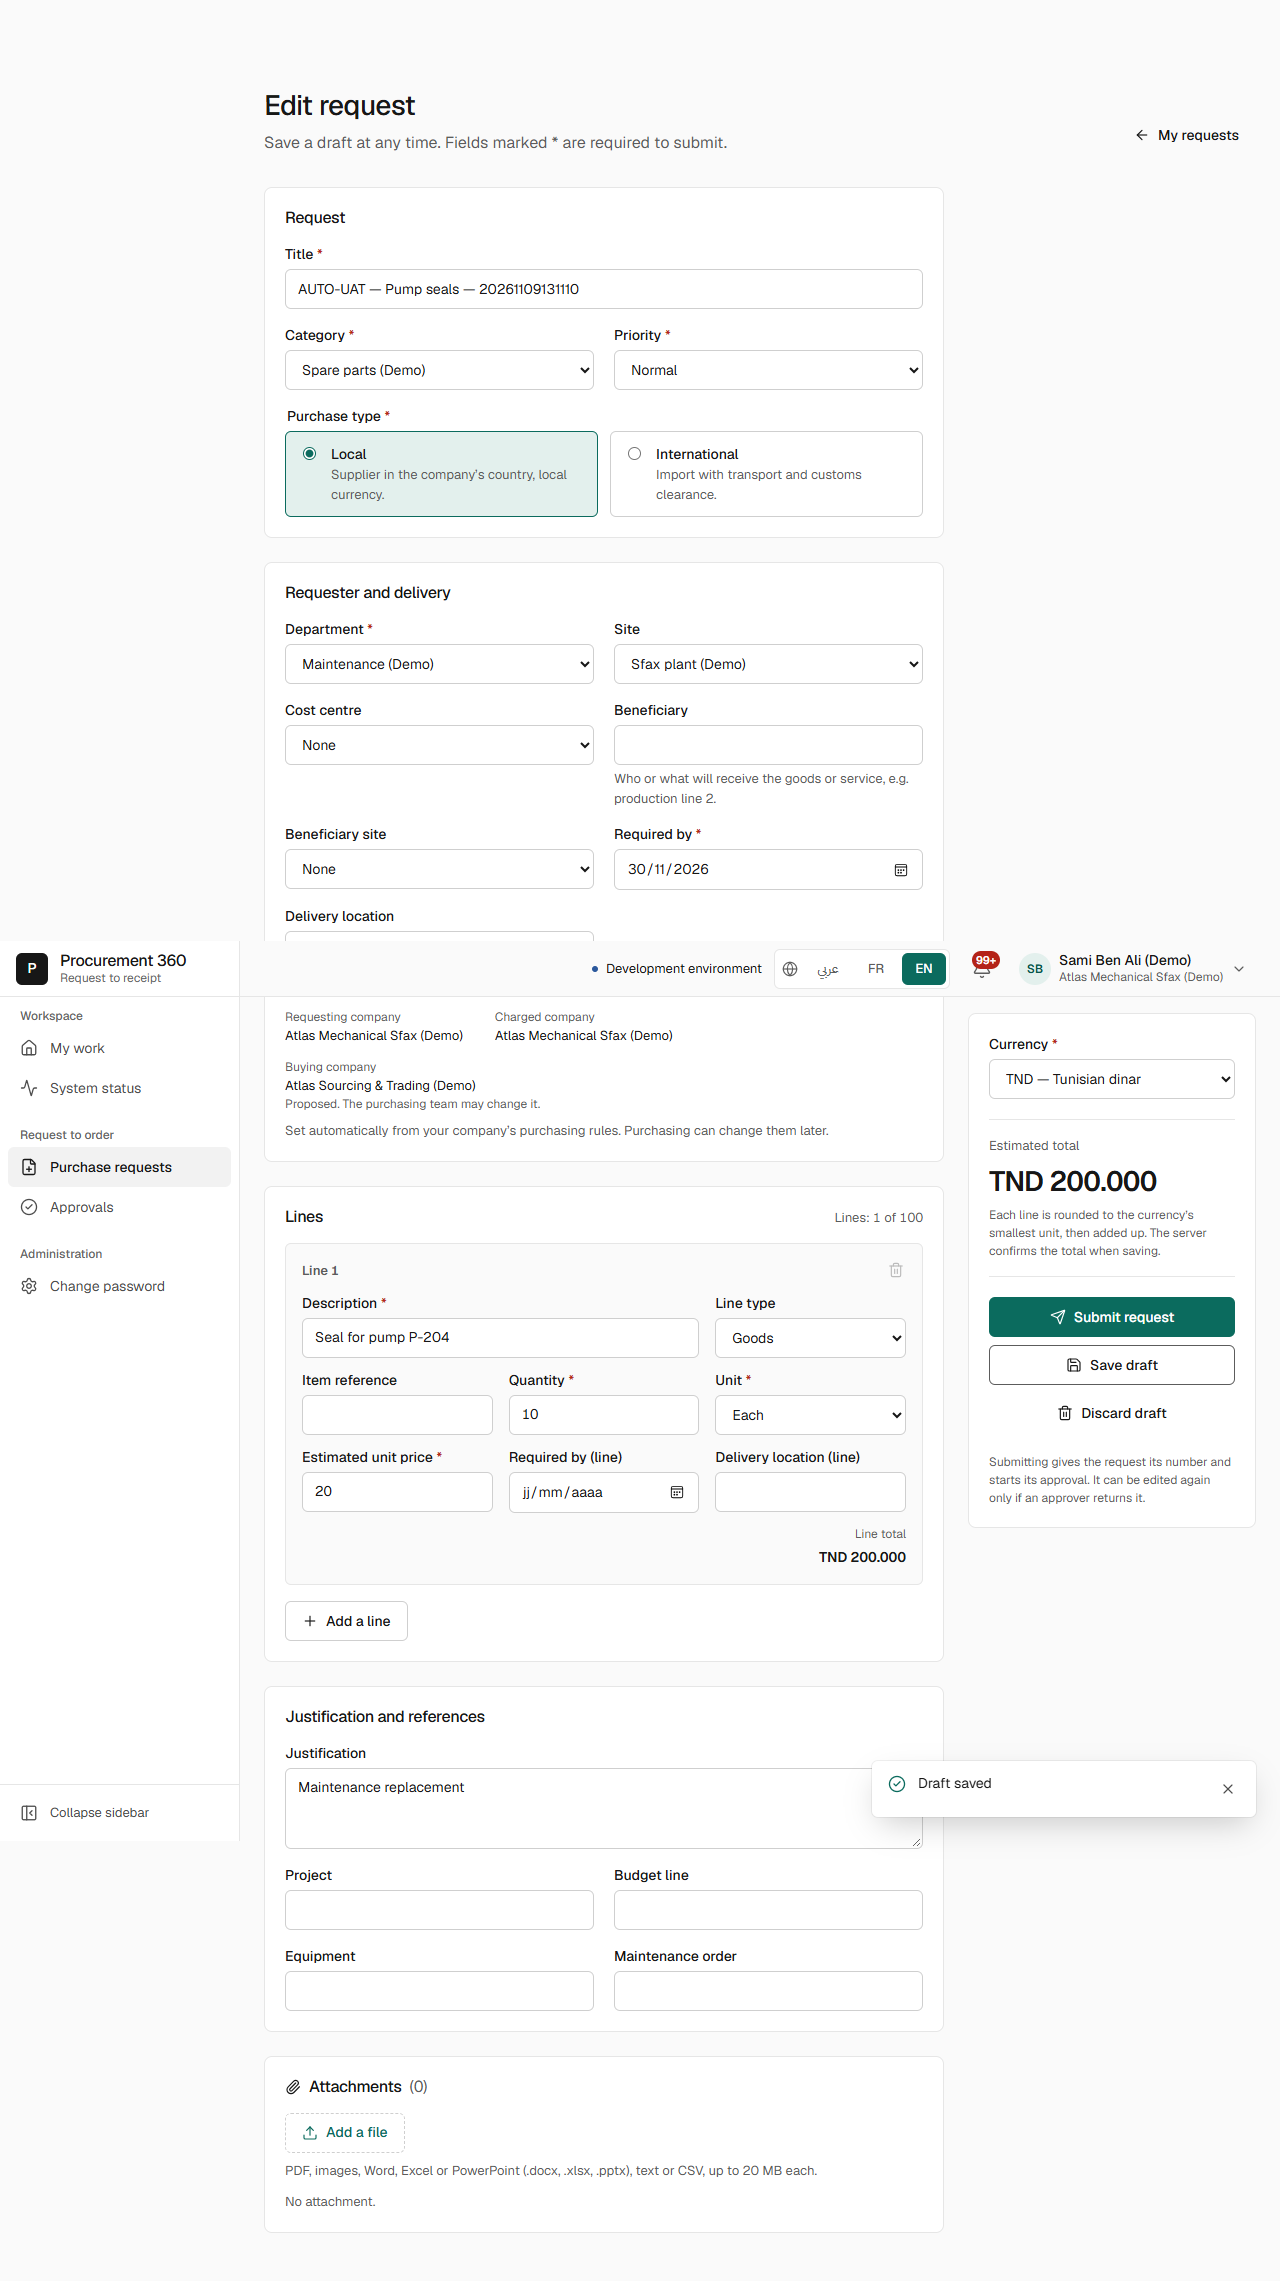 Edit request
Save a draft at any time. Fields marked * are required to submit.
My requests
Request
Title *
AUTO-UAT — Pump seals — 20261109131110
Category *
Priority *
Spare parts (Demo)
Normal
Purchase type *
Local
Supplier in the company's country, local
currency.
International
Import with transport and customs
clearance.
Requester and delivery
Department *
Site
Maintenance (Demo)
Sfax plant (Demo)
Cost centre
Beneficiary
None
Who or what will receive the goods or service, e.g.
production line 2.
Beneficiary site
Required by *
None
30/11/2026
Delivery location
P
Procurement 360
Request to receipt
Development environment
عربي
FR
EN
99+
SB
Sami Ben Ali (Demo)
Atlas Mechanical Sfax (Demo)
Workspace
My work
System status
Request to order
Purchase requests
Approvals
Administration
Change password
Collapse sidebar
Requesting company
Charged company
Atlas Mechanical Sfax (Demo)
Atlas Mechanical Sfax (Demo)
Buying company
Atlas Sourcing & Trading (Demo)
Proposed. The purchasing team may change it.
Set automatically from your company's purchasing rules. Purchasing can change them later.
Lines
Lines: 1 of 100
Line 1
Description *
Line type
Seal for pump P-204
Goods
Item reference
Quantity *
Unit *
10
Each
Estimated unit price *
Required by (line)
Delivery location (line)
20
jj/mm/aaaa
Line total
TND 200.000
Add a line
Currency *
TND — Tunisian dinar
Estimated total
TND 200.000
Each line is rounded to the currency's
smallest unit, then added up. The server
confirms the total when saving.
Submit request
Save draft
Discard draft
Submitting gives the request its number and
starts its approval. It can be edited again
only if an approver returns it.
Justification and references
Justification
Maintenance replacement
Draft saved
Project
Budget line
Equipment
Maintenance order
Attachments (0)
Add a file
PDF, images, Word, Excel or PowerPoint (.docx, .xlsx, .pptx), text or CSV, up to 20 MB each.
No attachment.